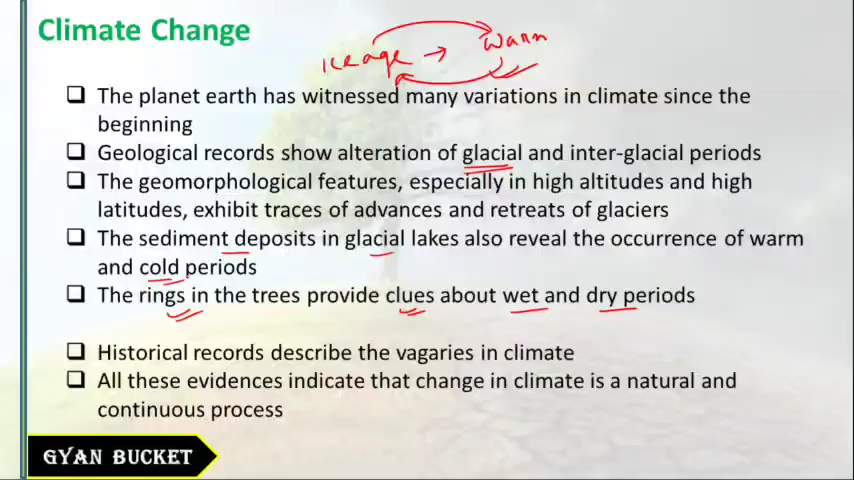 Climate Change
Ice age → Warm
❑ The planet earth has witnessed many variations in climate since the
beginning
❑ Geological records show alteration of glacial and inter-glacial periods
❑ The geomorphological features, especially in high altitudes and high
latitudes, exhibit traces of advances and retreats of glaciers
❑ The sediment deposits in glacial lakes also reveal the occurrence of warm
and cold periods
❑ The rings in the trees provide clues about wet and dry periods
❑ Historical records describe the vagaries in climate
❑ All these evidences indicate that change in climate is a natural and
continuous process
GYAN BUCKET